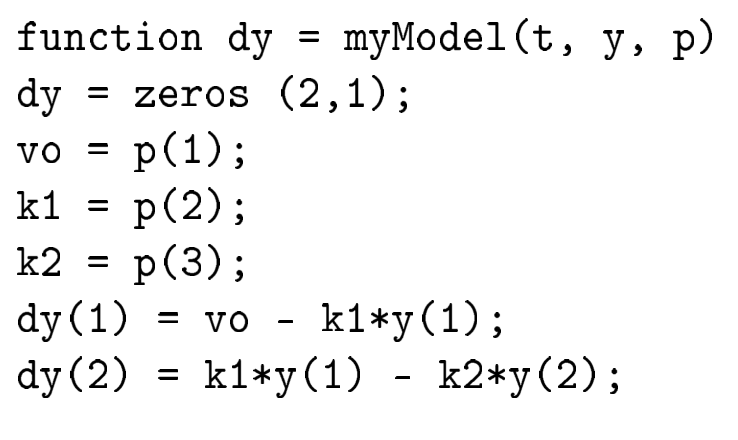 function dy = myModel(t, y, p)
dy = zeros (2,1);
vo = p(1);
k1 = p(2);
k2 = p(3);
dy(1) = vo - k1*y(1);
dy(2) = k1*y(1) - k2*y(2);